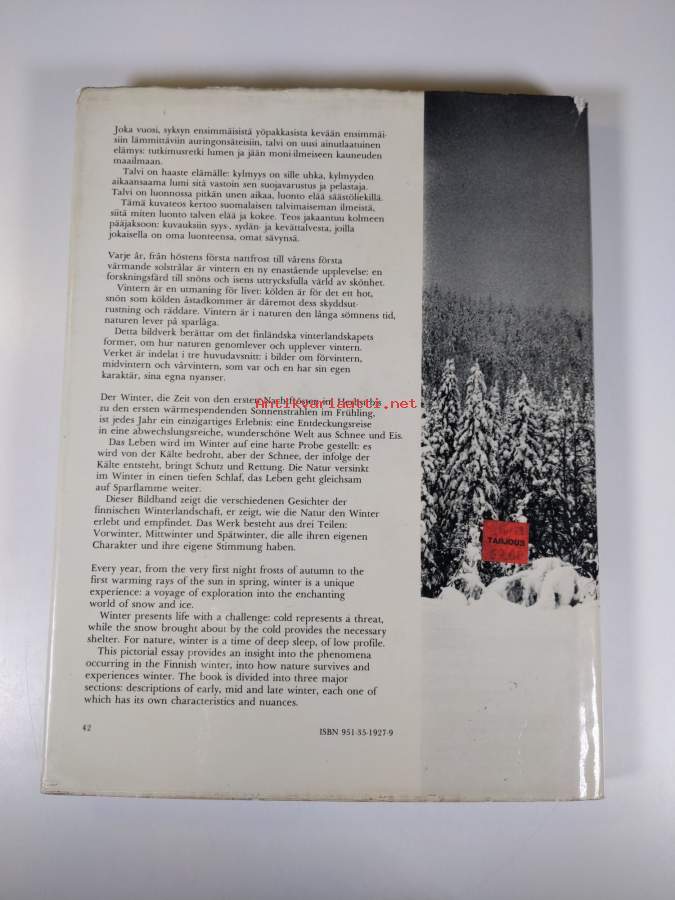 Joka vuosi, syksyn ensimmäisistä yöpakkasista kevään ensimmäi-
siin lämmittäviin auringonsäteisiin, talvi on uusi ainutlaatuinen
elämys: tutkimusretki lumen ja jään moni-ilmeiseen kauneuden
maailmaan.
Talvi on haaste elämälle: kylmyys on sille uhka, kylmyyden
aikaansaama lumi sitä vastoin sen suojavarustus ja pelastaja.
Talvi on luonnossa pitkän unen aikaa, luonto elää säästöliekillä.
Tämä kuvateos kertoo suomalaisen talvimaiseman ilmeistä,
siitä miten luonto talven elää ja kokee. Teos jakaantuu kolmeen
pääjaksoon: kuvauksiin syys-, sydän- ja kevättalvesta, joilla
jokaisella on oma luonteensa, omat sävynsä.
Varje år, från höstens första nattfrost till vårens första
värmande solstrålar är vintern en ny enastående upplevelse: en
forskningsfärd till snöns och isens uttrycksfulla värld av skönhet.
Vintern är en utmaning för livet: kölden är för det ett hot,
snön som kölden åstadkommer är däremot dess skyddsut-
rustning och räddare. Vintern är i naturen den långa sömnens tid,
naturen lever på sparlåga.
Detta bildverk berättar om det finländska vinterlandskapets
former, om hur naturen genomlever och upplever vintern.
Verket är indelat i tre huvudavsnitt: i bilder om förvintern,
midvintern och vårvintern, som var och en har sin egen
karaktär, sina egna nyanser.
Der Winter, die Zeit von den ersten Nachtfrösten im Herbst bis
zu den ersten wärmespendenden Sonnenstrahlen im Frühling,
ist jedes Jahr ein einzigartiges Erlebnis: eine Entdeckungsreise
in eine abwechslungsreiche, wunderschöne Welt aus Schnee und Eis.
Das Leben wird im Winter auf eine harte Probe gestellt: es
wird von der Kälte bedroht, aber der Schnee, der infolge der
Kälte entsteht, bringt Schutz und Rettung. Die Natur versinkt
im Winter in einen tiefen Schlaf, das Leben geht gleichsam
auf Sparflamme weiter.
Dieser Bildband zeigt die verschiedenen Gesichter der
finnischen Winterlandschaft, er zeigt, wie die Natur den Winter
erlebt und empfindet. Das Werk besteht aus drei Teilen:
Vorwinter, Mittwinter und Spätwinter, die alle ihren eigenen
Charakter und ihre eigene Stimmung haben.
Every year, from the very first night frosts of autumn to the
first warming rays of the sun in spring, winter is a unique
experience: a voyage of exploration into the enchanting
world of snow and ice.
Winter presents life with a challenge: cold represents a threat,
while the snow brought about by the cold provides the necessary
shelter. For nature, winter is a time of deep sleep, of low profile.
This pictorial essay provides an insight into the phenomena
occurring in the Finnish winter, into how nature survives and
experiences winter. The book is divided into three major
sections: descriptions of early, mid and late winter, each one of
which has its own characteristics and nuances.
42
ISBN 951-35-1927-9
TARJOUS
Antikvariaatti.net